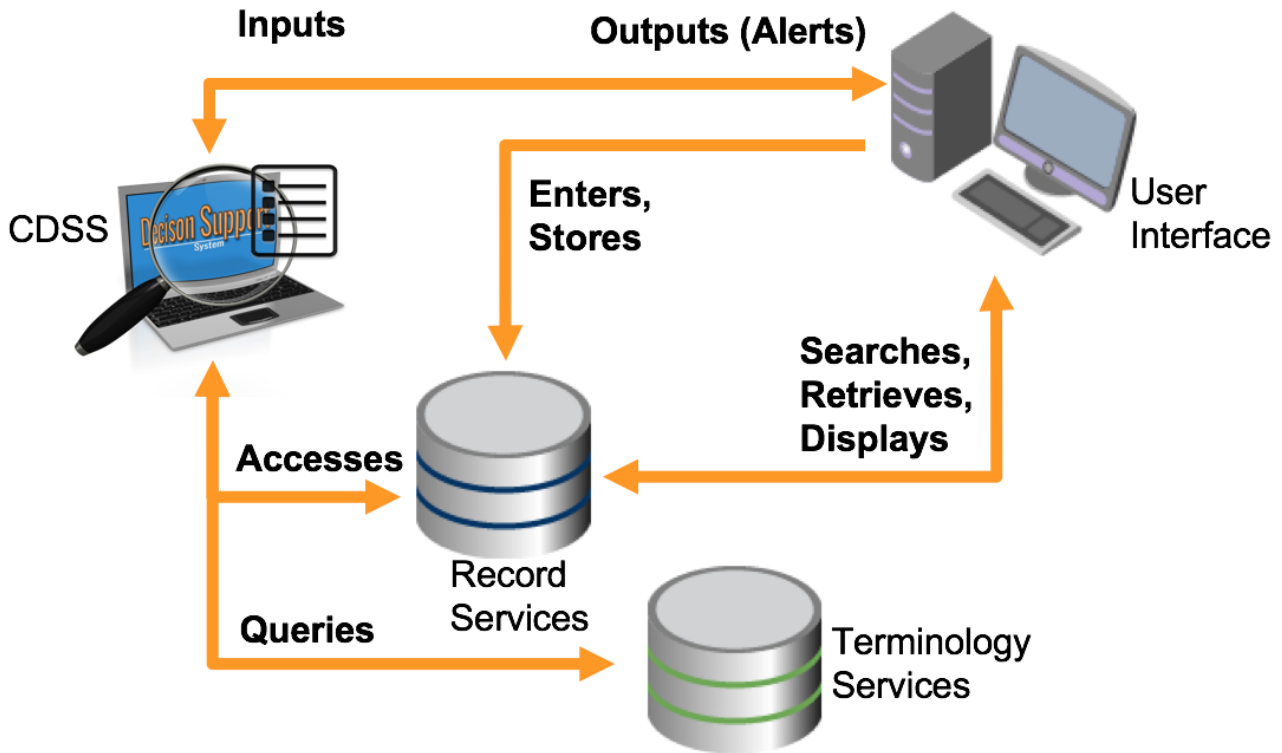 Inputs
Outputs (Alerts)
CDSS
Decison Support
System
Enters,
Stores
User
Interface
Searches,
Retrieves,
Displays
Accesses
Record
Services
Queries
Terminology
Services